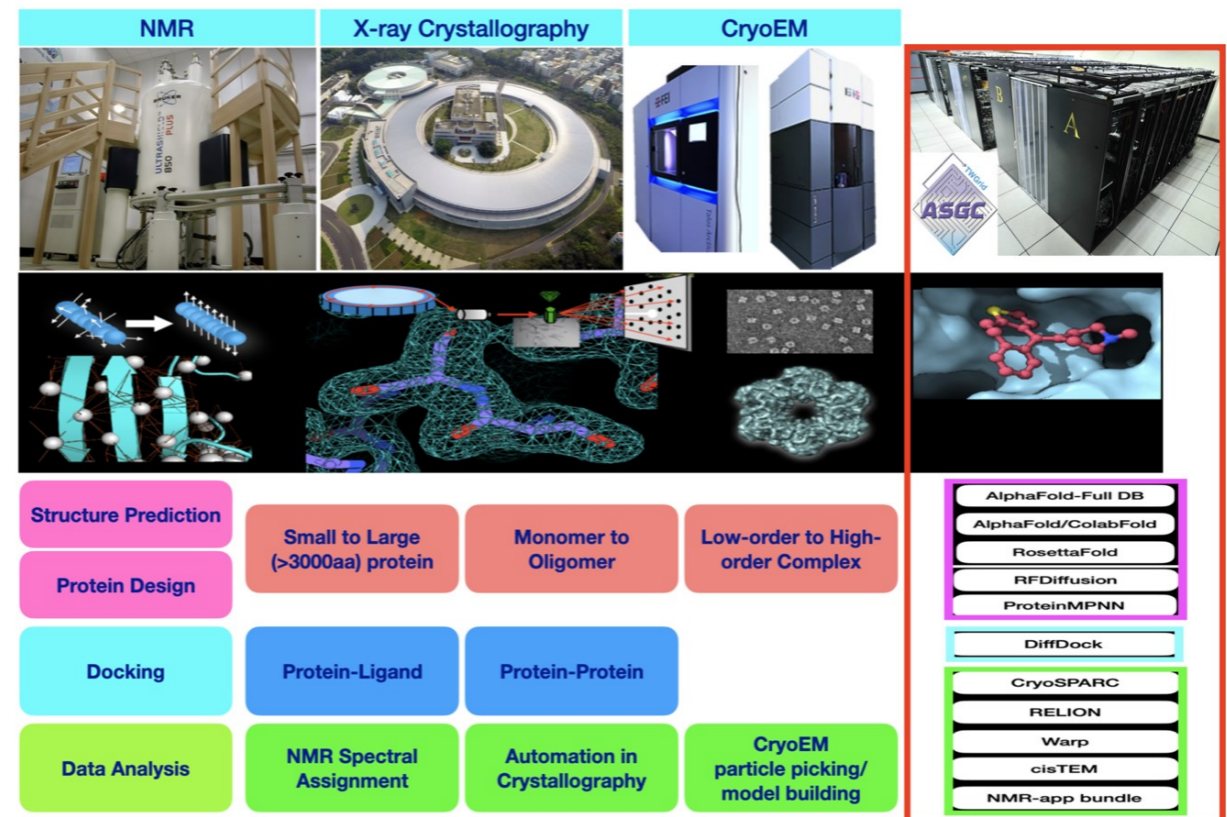 NMR
X-ray Crystallography
CryoEM
BRUKER
ULTRASHIELD
850 PLUS
FEI
B
A
TWGrid
ASGC
Structure Prediction
Protein Design
Small to Large
(>3000aa) protein
Monomer to
Oligomer
Low-order to High-
order Complex
AlphaFold-Full DB
AlphaFold/ColabFold
RosettaFold
RFDiffusion
ProteinMPNN
Docking
Protein-Ligand
Protein-Protein
DiffDock
Data Analysis
NMR Spectral
Assignment
Automation in
Crystallography
CryoEM
particle picking/
model building
CryoSPARC
RELION
Warp
cisTEM
NMR-app bundle